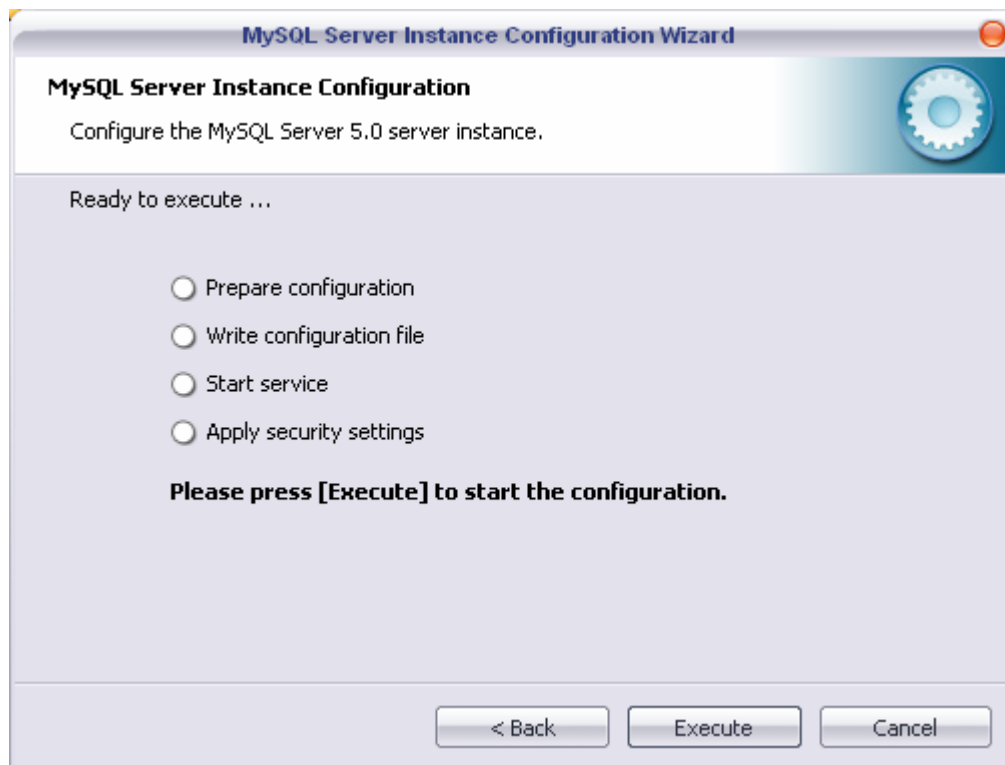 MySQL Server Instance Configuration Wizard
MySQL Server Instance Configuration
Configure the MySQL Server 5.0 server instance.
Ready to execute ...
Prepare configuration
Write configuration file
Start service
Apply security settings
Please press [Execute] to start the configuration.
< Back Execute Cancel